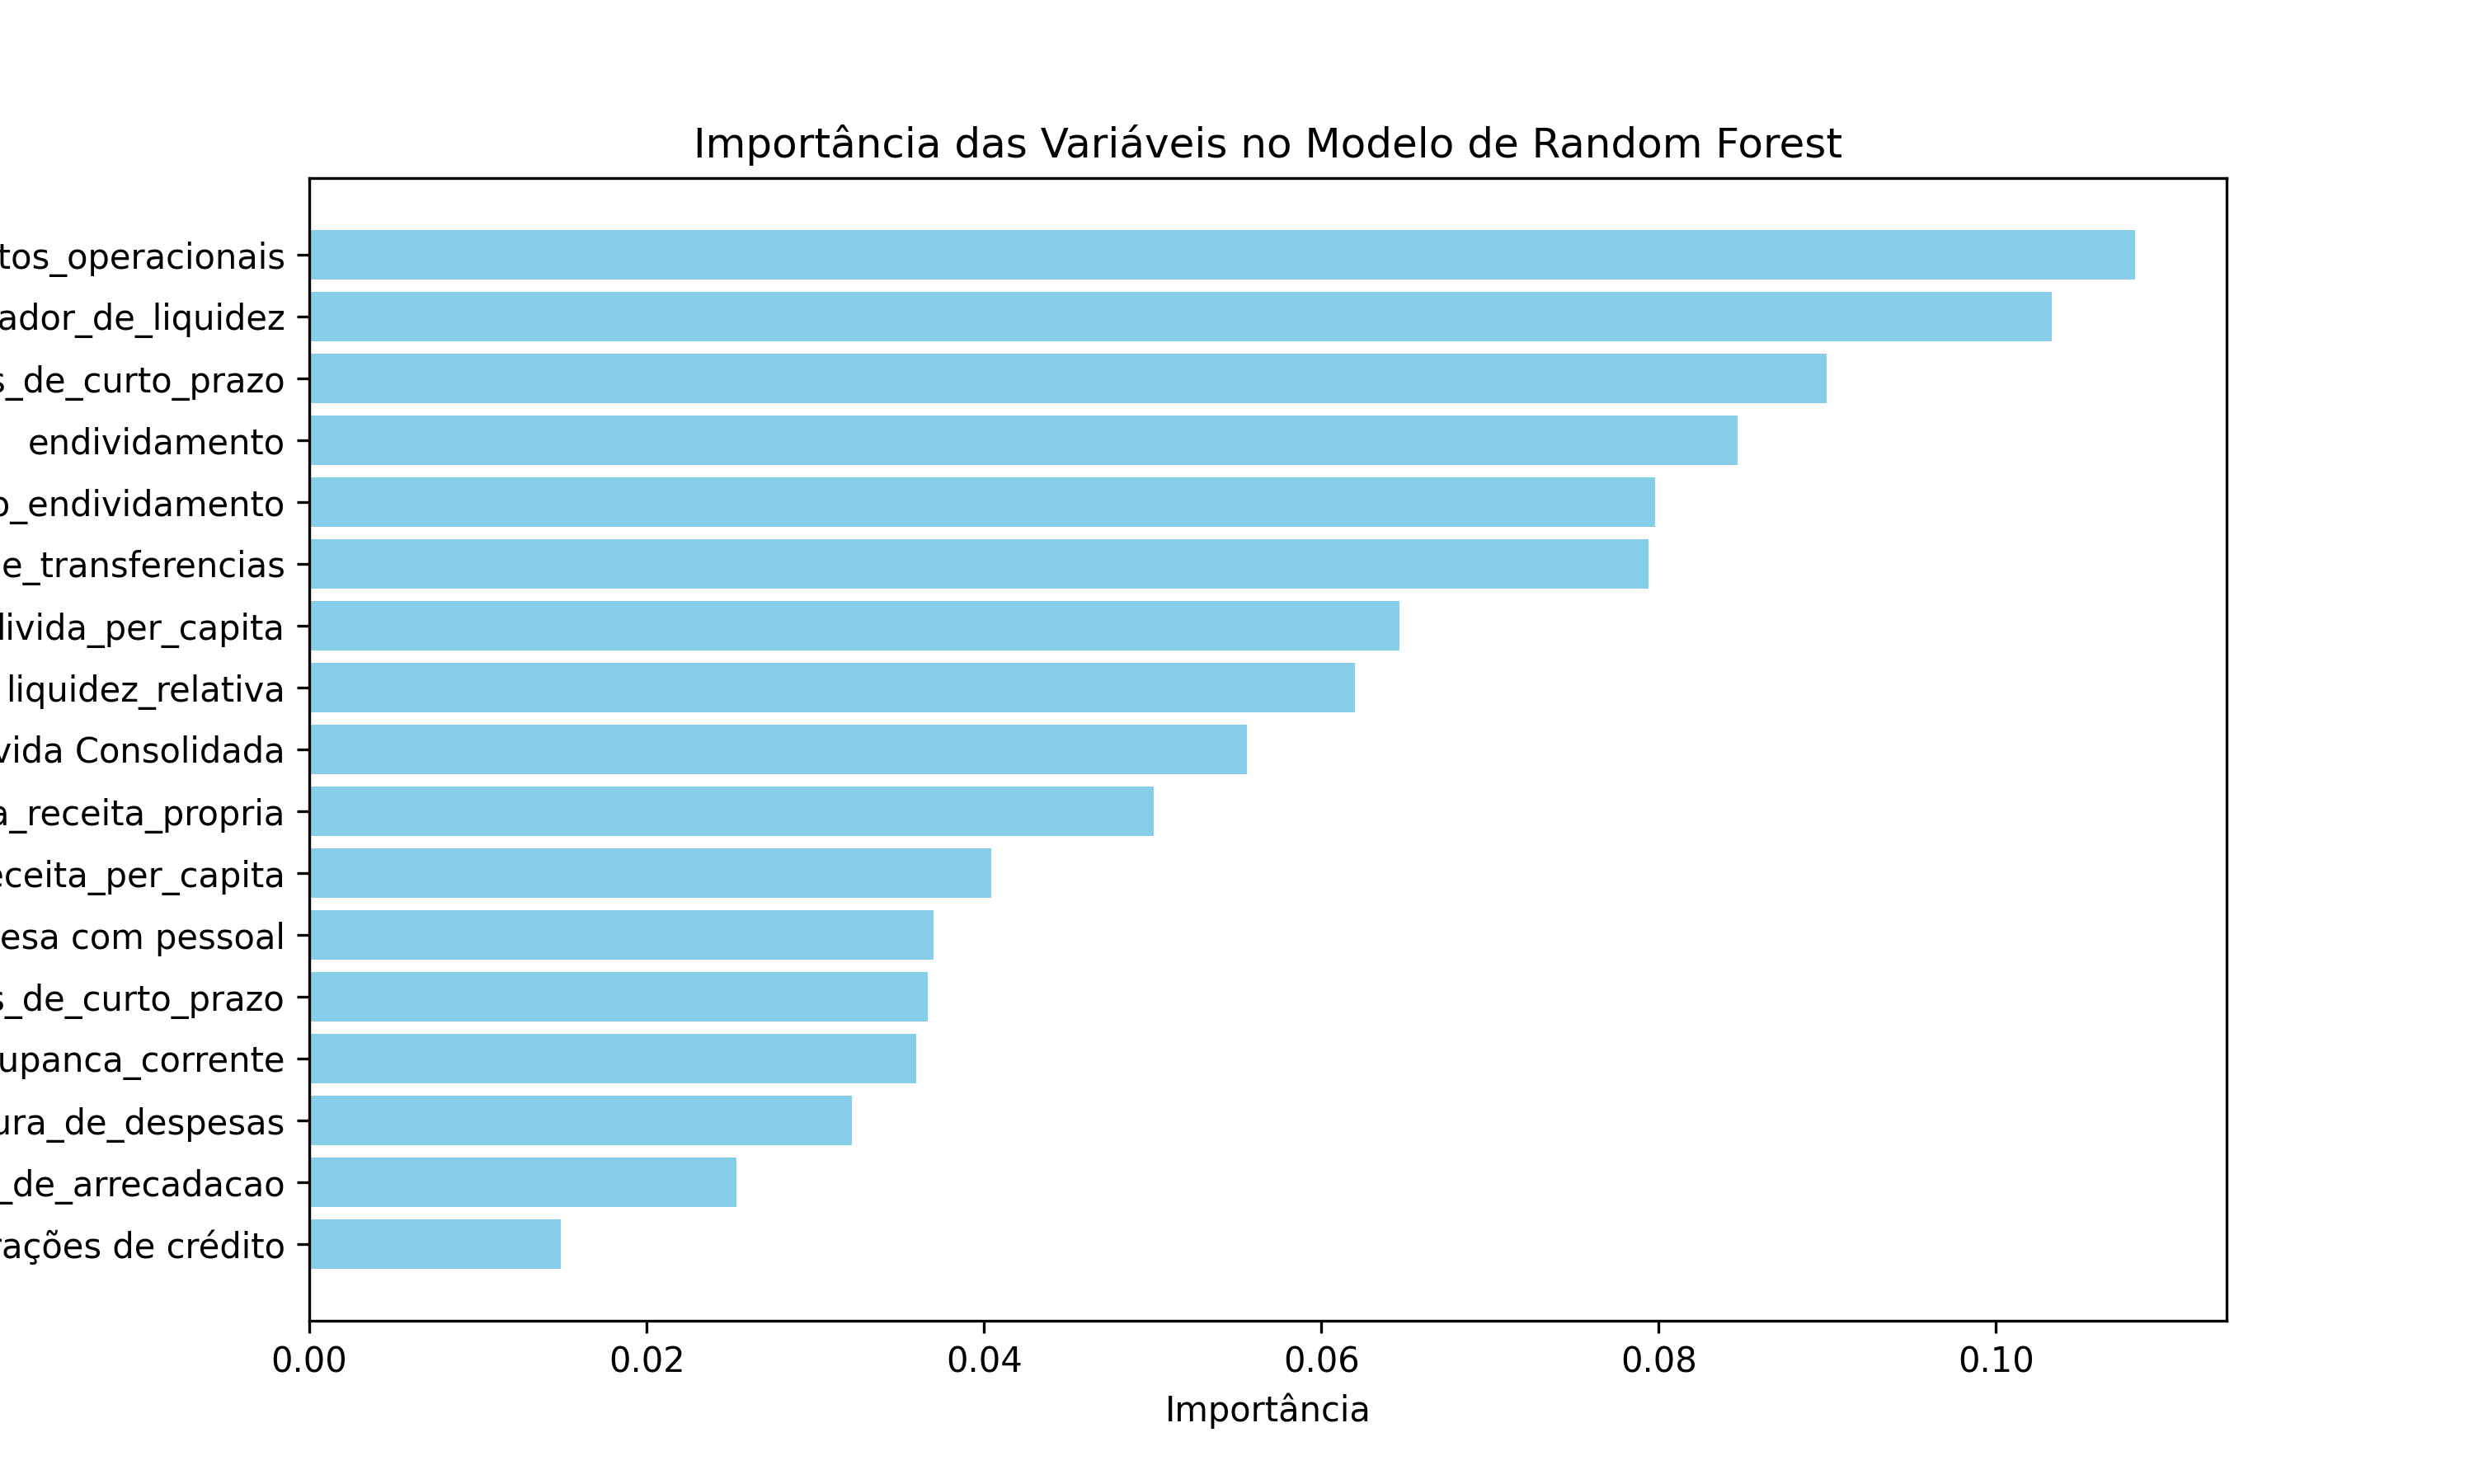 Importância das Variáveis no Modelo de Random Forest
tos_operacionais
ador_de_liquidez
s_de_curto_prazo
endividamento
o_endividamento
e_transferencias
divida_per_capita
liquidez_relativa
vida Consolidada
a_receita_propria
eceita_per_capita
esa com pessoal
s_de_curto_prazo
upanca_corrente
ura_de_despesas
_de_arrecadacao
rações de crédito
0.00 0.02 0.04 0.06 0.08 0.10
Importância